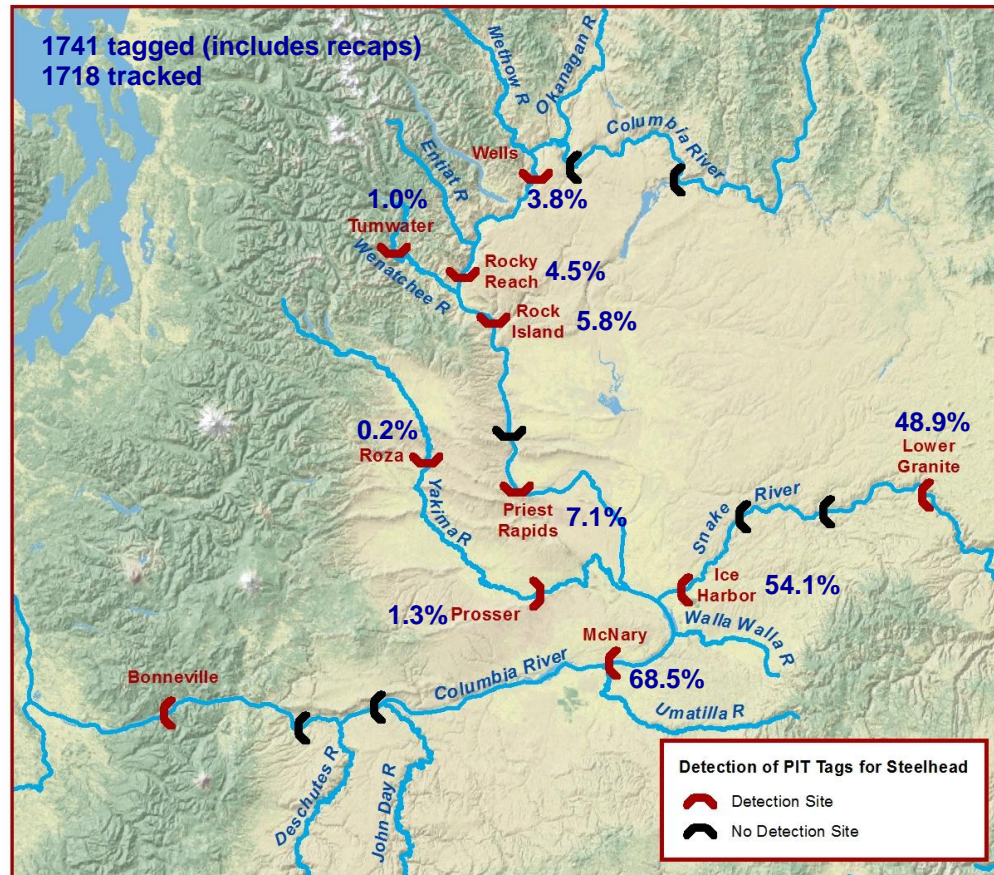 1741 tagged (includes recaps)
1718 tracked
Methow R
Okanagan R
Columbia River
Entiat R
Wells
3.8%
1.0%
Tumwater
Wenatchee R
Rocky
Reach
4.5%
Rock
Island
5.8%
0.2%
Roza
Yakima R
Priest
Rapids
7.1%
48.9%
Lower
Granite
Snake River
Ice
Harbor
54.1%
1.3% Prosser
Walla Walla R
McNary
68.5%
Umatilla R
Columbia River
Bonneville
Deschutes R
John Day R
Detection of PIT Tags for Steelhead
Detection Site
No Detection Site